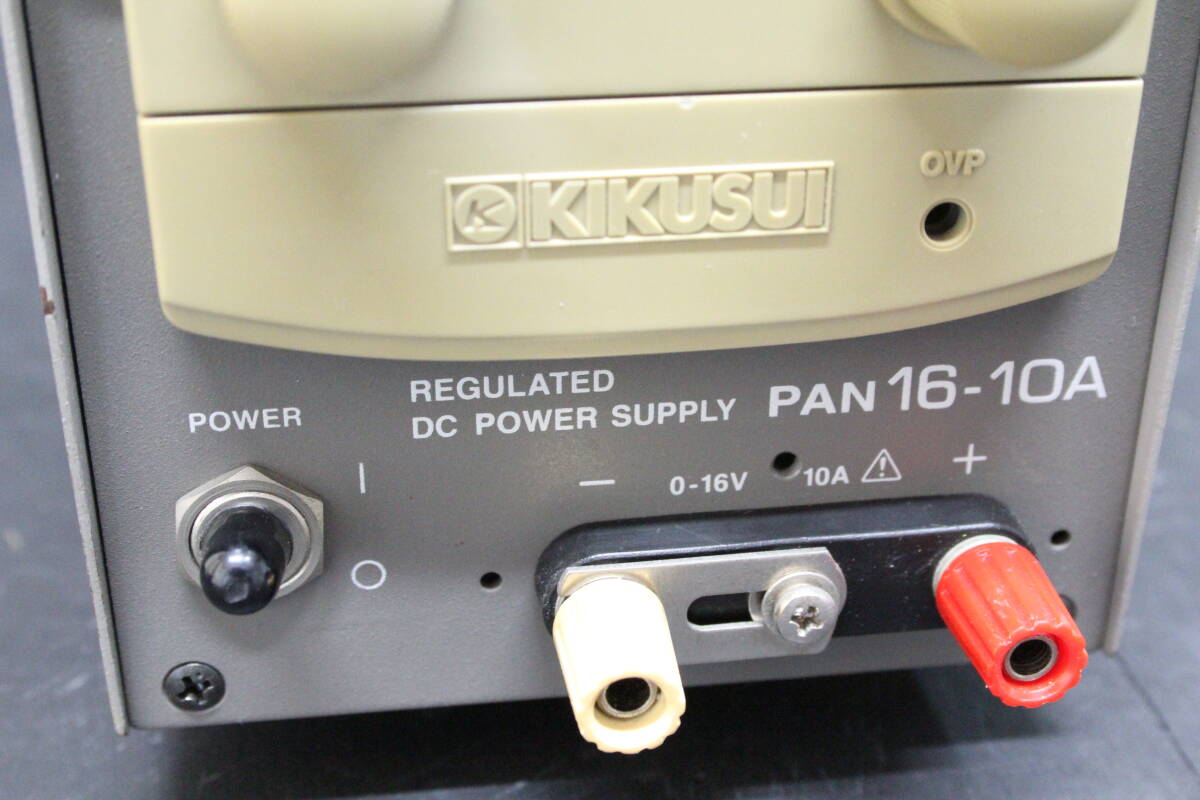 KIKUSUI
OVP
REGULATED
DC POWER SUPPLY
PAN 16-10A
POWER
|
○
− 0-16V 10A ⚠ +